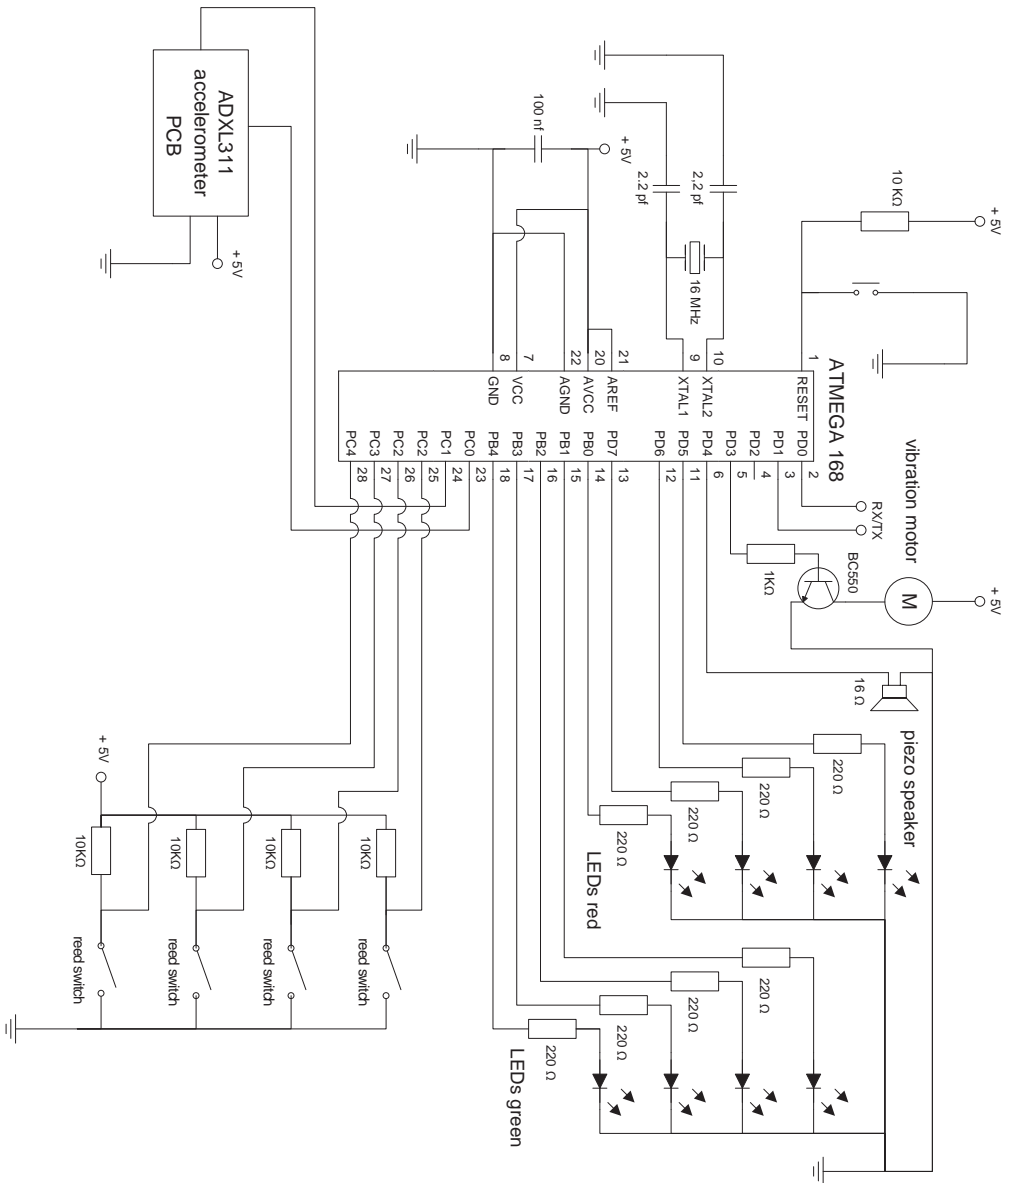 ADXL311
accelerometer
PCB
+ 5V
100 nf
+ 5V
2.2 pf
2,2 pf
16 MHz
10 KΩ
+ 5V
ATMEGA 168
8
7
22
20
21
9
10
1
GND
VCC
AGND
AVCC
AREF
XTAL1
XTAL2
RESET
PC4
PC3
PC2
PC2
PC1
PC0
PB4
PB3
PB2
PB1
PB0
PD7
PD6
PD5
PD4
PD3
PD2
PD1
PD0
28
27
26
25
24
23
18
17
16
15
14
13
12
11
6
5
4
3
2
RX/TX
vibration motor
BC550
1KΩ
M
+ 5V
16 Ω
piezo speaker
220 Ω
220 Ω
220 Ω
220 Ω
LEDs red
220 Ω
220 Ω
220 Ω
220 Ω
LEDs green
+ 5V
10KΩ
10KΩ
10KΩ
10KΩ
reed switch
reed switch
reed switch
reed switch